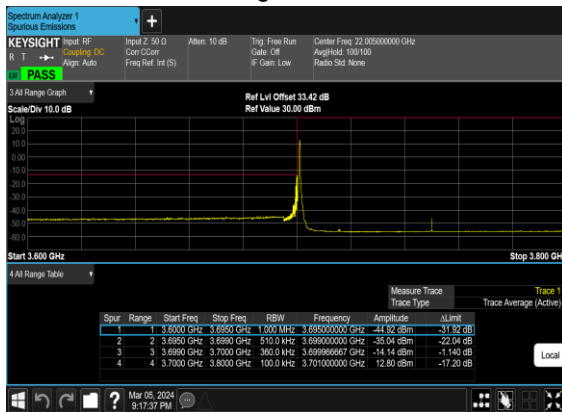 Spectrum Analyzer 1
Spurious Emissions
KEYSIGHT Input: RF Input Z: 50 Ω Atten: 10 dB Trig: Free Run Center Freq: 22.005000000 GHz
R T Coupling: DC Corr CCorr Gate: Off Avg|Hold: 100/100
Align: Auto Freq Ref: Int (S) IF Gain: Low Radio Std: None
PASS
3 All Range Graph
Ref Lvl Offset 33.42 dB
Scale/Div 10.0 dB Ref Value 30.00 dBm
Log
20.0
10.0
0.00
-10.0
-20.0
-30.0
-40.0
-50.0
-60.0
Start 3.600 GHz Stop 3.800 GH
4 All Range Table
Measure Trace Trace 1
Trace Type Trace Average (Active)
Spur Range Start Freq Stop Freq RBW Frequency Amplitude ΔLimit
1 1 3.6000 GHz 3.6950 GHz 1.000 MHz 3.695000000 GHz -44.92 dBm -31.92 dB
2 2 3.6950 GHz 3.6990 GHz 510.0 kHz 3.699000000 GHz -35.04 dBm -22.04 dB
3 3 3.6990 GHz 3.7000 GHz 360.0 kHz 3.699966667 GHz -14.14 dBm -1.140 dB
4 4 3.7000 GHz 3.8000 GHz 100.0 kHz 3.701000000 GHz 12.80 dBm -17.20 dB
Local
Mar 05, 2024
9:17:37 PM